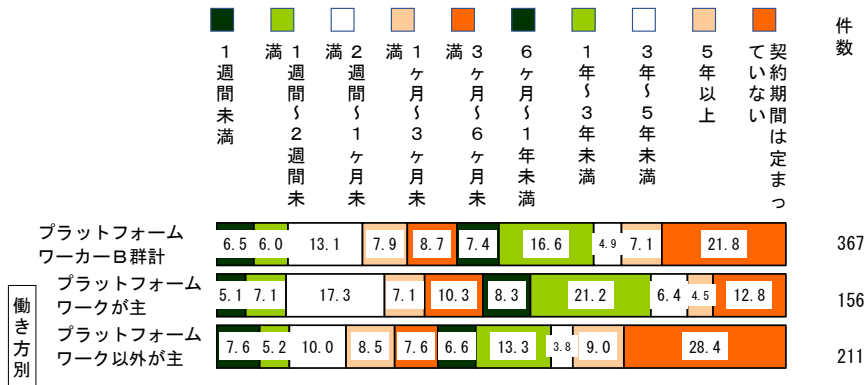 1週間未満
1週間~2週間未
満
2週間~1ヶ月未
満
1ヶ月~3ヶ月未
満
3ヶ月~6ヶ月未
満
6ヶ月~1年未満
1年~3年未満
3年~5年未満
5年以上
契約期間は定まっ
ていない
件数
プラットフォーム
ワーカーB群計
6.5 6.0 13.1 7.9 8.7 7.4 16.6 4.9 7.1 21.8 367
働き方別
プラットフォーム
ワークが主
5.1 7.1 17.3 7.1 10.3 8.3 21.2 6.4 4.5 12.8 156
プラットフォーム
ワーク以外が主
7.6 5.2 10.0 8.5 7.6 6.6 13.3 3.8 9.0 28.4 211